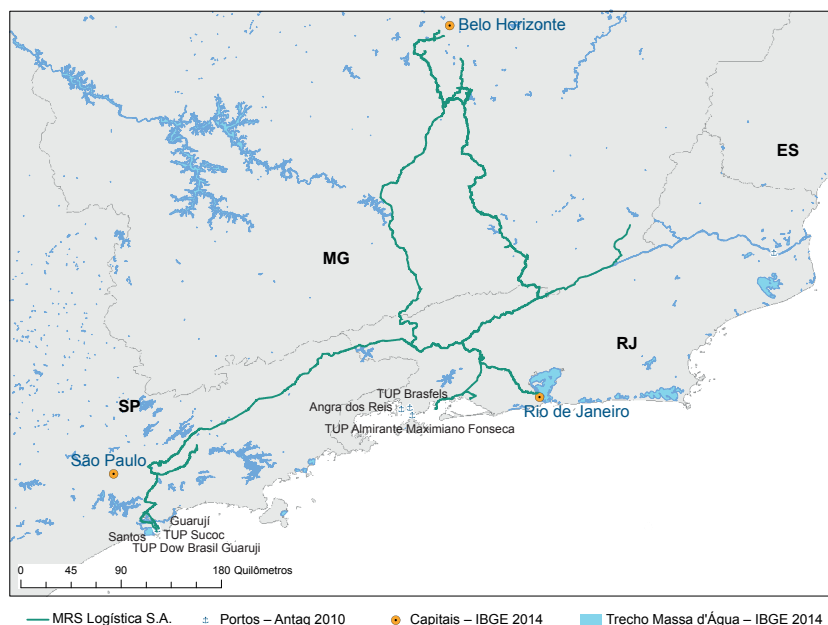 Belo Horizonte
ES
MG
RJ
TUP Brasfels
Angra dos Reis
SP
Rio de Janeiro
TUP Almirante Maximiano Fonseca
São Paulo
Guarují
Santos
TUP Sucoc
TUP Dow Brasil Guaruji
0 45 90 180 Quilômetros
MRS Logística S.A.
Portos – Antaq 2010
Capitais – IBGE 2014
Trecho Massa d'Água – IBGE 2014